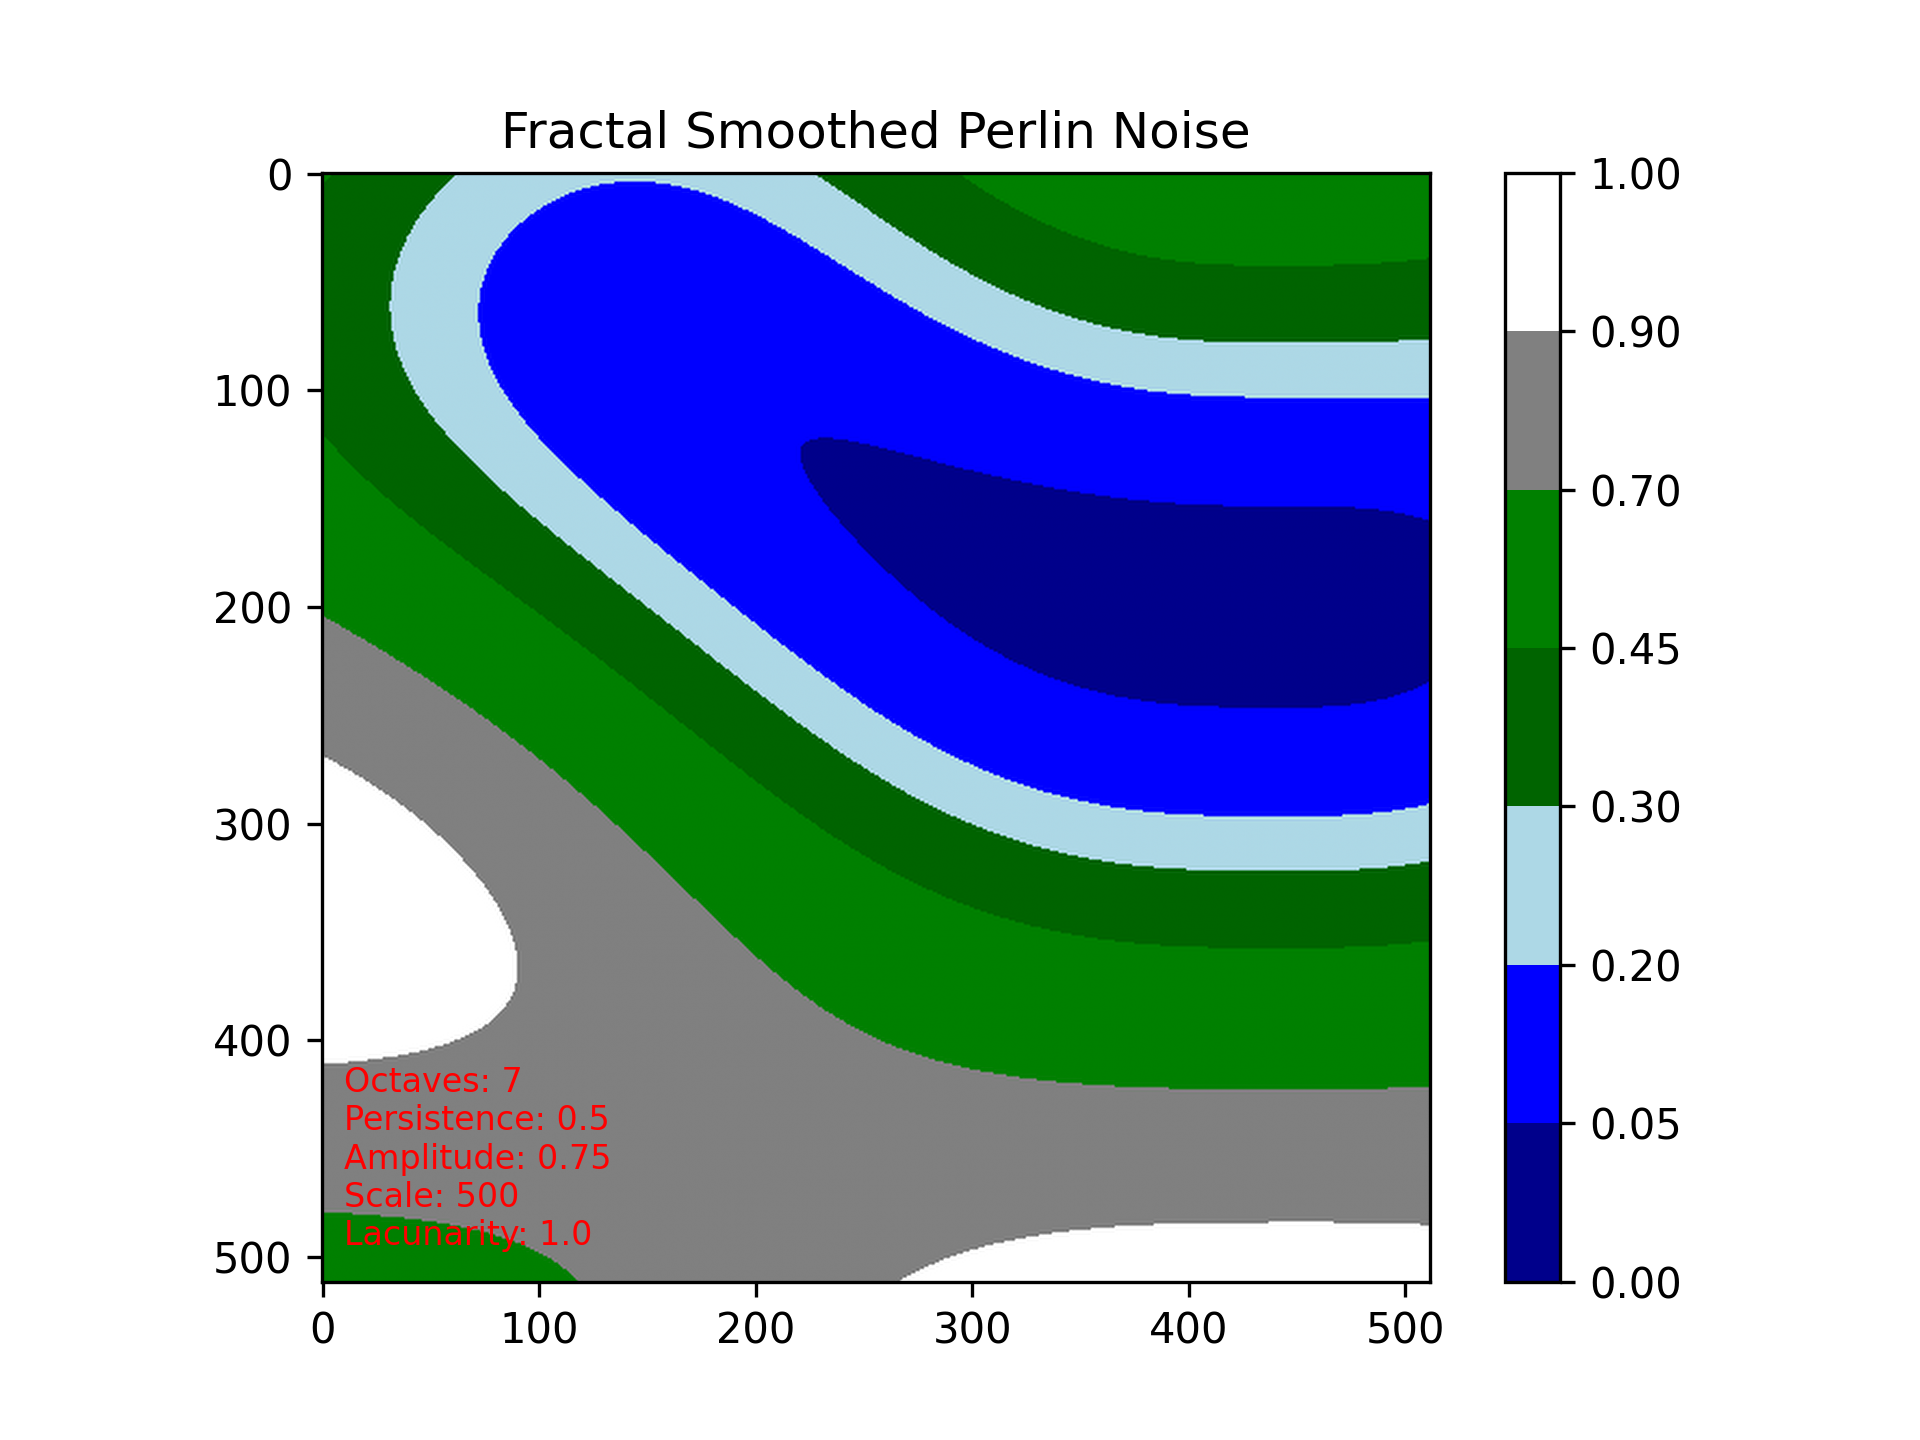 Fractal Smoothed Perlin Noise
0
100
200
300
400
500
Octaves: 7
Persistence: 0.5
Amplitude: 0.75
Scale: 500
Lacunarity: 1.0
0 100 200 300 400 500
1.00
0.90
0.70
0.45
0.30
0.20
0.05
0.00